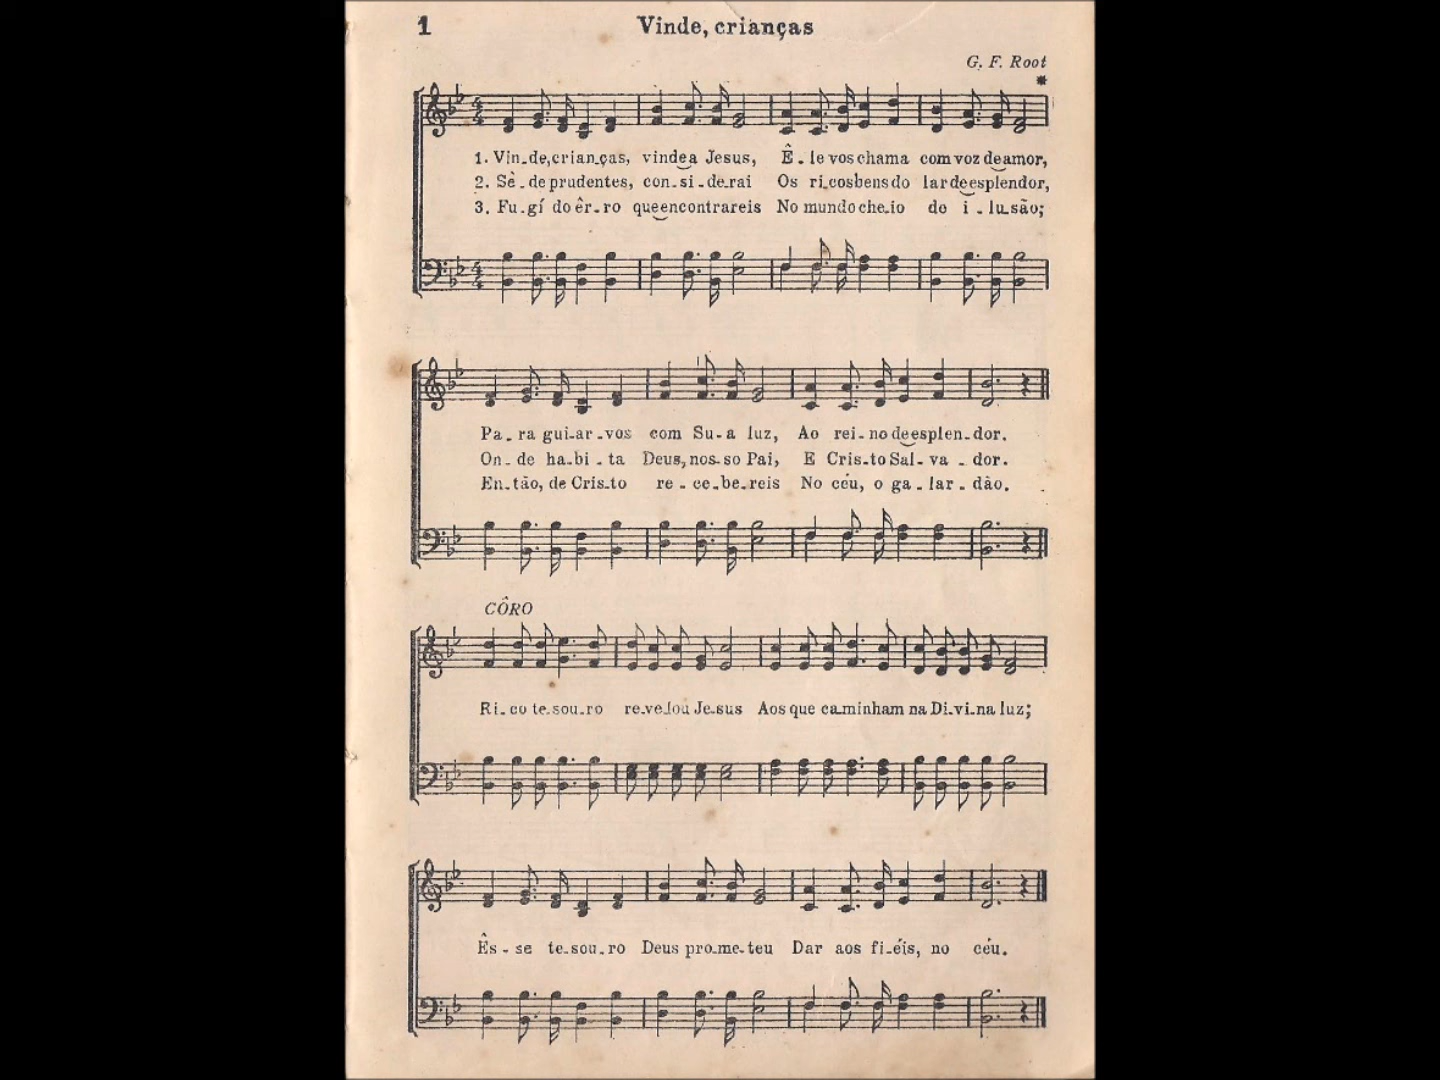 1 Vinde, crianças
G. F. Root
*
1. Vin-de, crian-ças, vinde a Jesus, Ê-le vos chama com voz de amor,
2. Sê-de prudentes, con-si-de-rai Os ri-cos bens do lar de esplendor,
3. Fu-gí do êr-ro que encontrareis No mundo che-io de i-lu-são;
Pa-ra gui-ar-vos com Su-a luz, Ao rei-no de esplen-dor.
On-de ha-bi-ta Deus, nos-so Pai, E Cris-to Sal-va-dor.
En-tão, de Cris-to re-ce-be-reis No céu, o ga-lar-dão.
CÔRO
Ri-co te-sou-ro re-ve-lou Je-sus Aos que ca-minham na Di-vi-na luz;
Ês-se te-sou-ro Deus pro-me-teu Dar aos fi-éis, no céu.